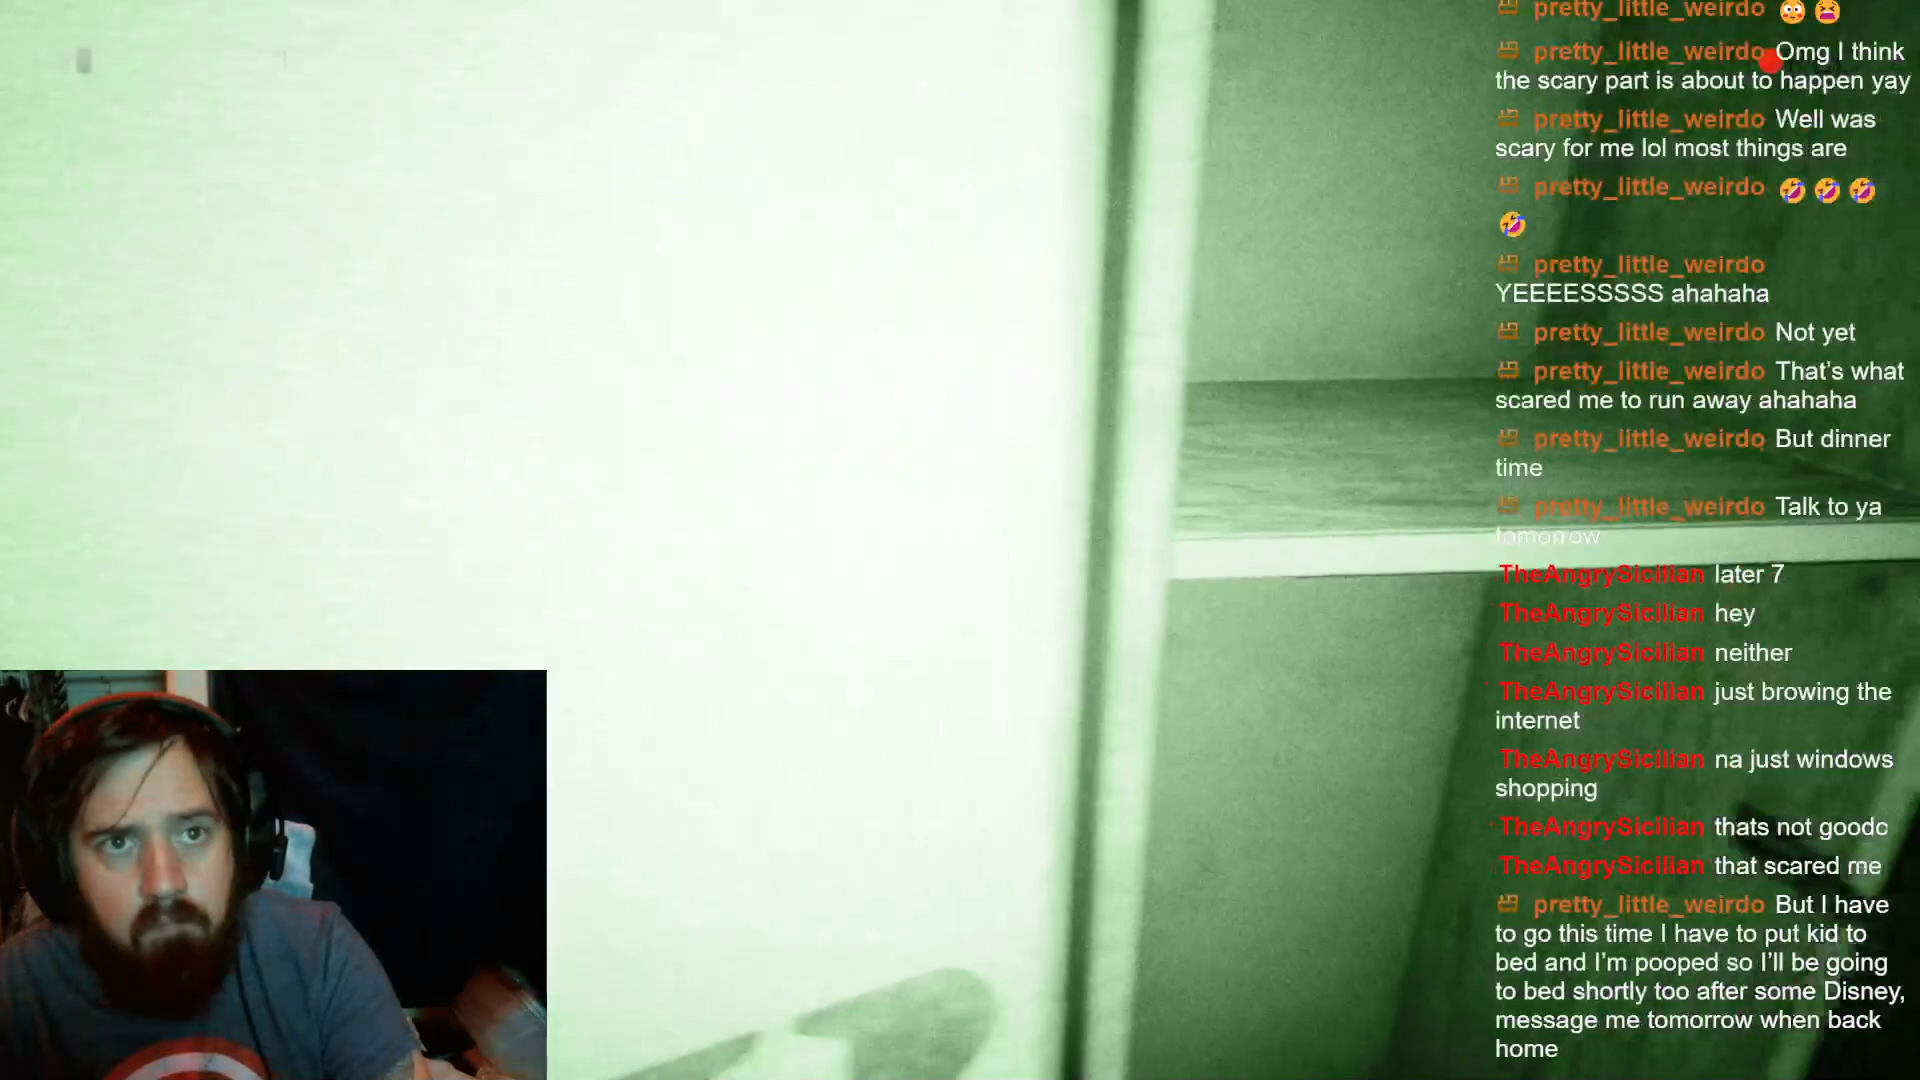 pretty_little_weirdo 😳 😫
pretty_little_weirdo Omg I think
the scary part is about to happen yay
pretty_little_weirdo Well was
scary for me lol most things are
pretty_little_weirdo 🤣 🤣 🤣
🤣
pretty_little_weirdo
YEEEESSSSS ahahaha
pretty_little_weirdo Not yet
pretty_little_weirdo That's what
scared me to run away ahahaha
pretty_little_weirdo But dinner
time
pretty_little_weirdo Talk to ya
tomorrow
TheAngrySicilian later 7
TheAngrySicilian hey
TheAngrySicilian neither
TheAngrySicilian just browing the
internet
TheAngrySicilian na just windows
shopping
TheAngrySicilian thats not goodc
TheAngrySicilian that scared me
pretty_little_weirdo But I have
to go this time I have to put kid to
bed and I'm pooped so I'll be going
to bed shortly too after some Disney,
message me tomorrow when back
home